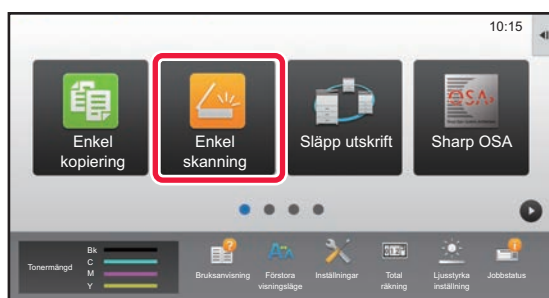 10:15
Enkel
kopiering
Enkel
skanning
Släpp utskrift
OSA
Sharp OSA
Tonermängd
Bk
C
M
Y
Bruksanvisning
Förstora
visningsläge
Inställningar
Total
räkning
Ljusstyrka
inställning
Jobbstatus